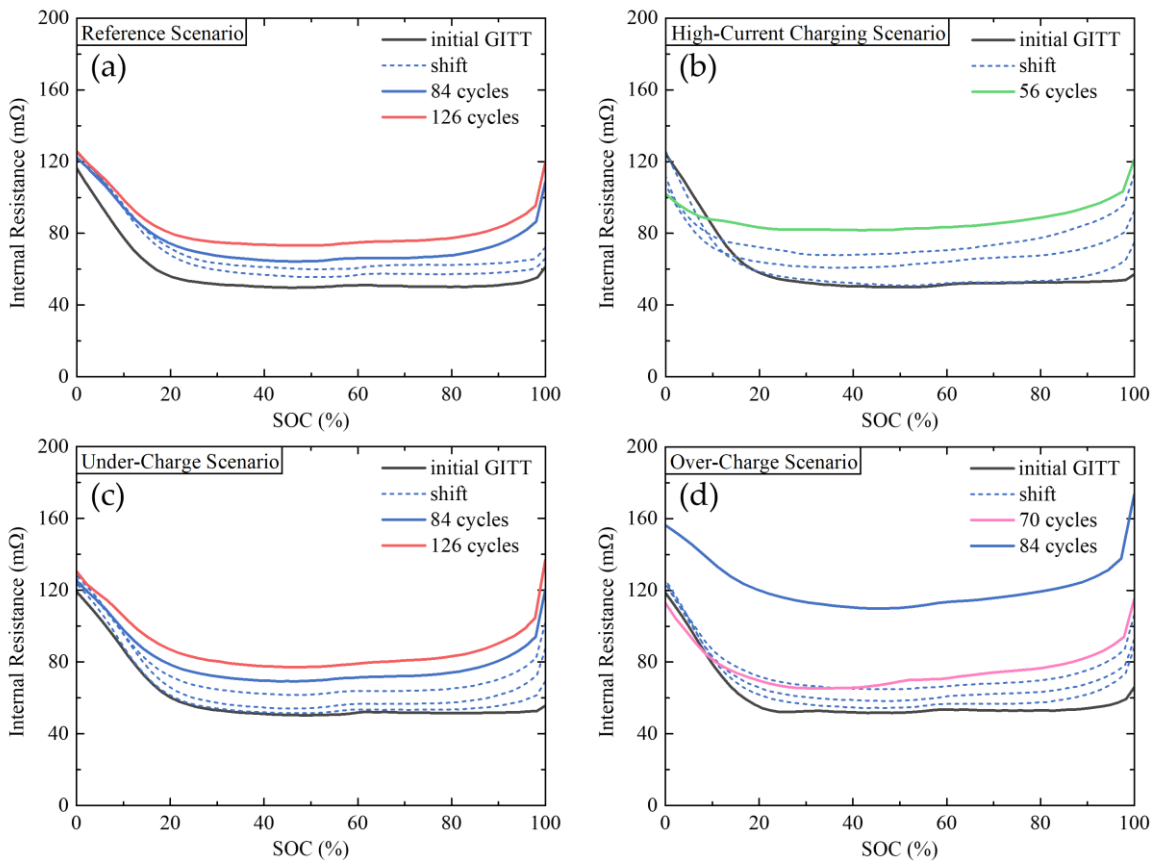 Reference Scenario
(a)
initial GITT
shift
84 cycles
126 cycles
Internal Resistance (mΩ)
200
160
120
80
40
0
0 20 40 60 80 100
SOC (%)
High-Current Charging Scenario
(b)
initial GITT
shift
56 cycles
Internal Resistance (mΩ)
200
160
120
80
40
0
0 20 40 60 80 100
SOC (%)
Under-Charge Scenario
(c)
initial GITT
shift
84 cycles
126 cycles
Internal Resistance (mΩ)
200
160
120
80
40
0
0 20 40 60 80 100
SOC (%)
Over-Charge Scenario
(d)
initial GITT
shift
70 cycles
84 cycles
Internal Resistance (mΩ)
200
160
120
80
40
0
0 20 40 60 80 100
SOC (%)